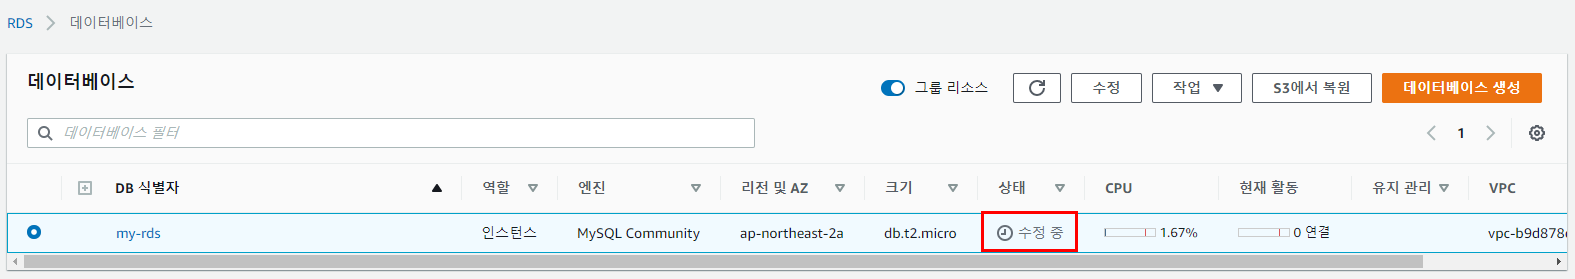 RDS 데이터베이스
데이터베이스
그룹 리소스 수정 작업 S3에서 복원 데이터베이스 생성
데이터베이스 필터
1
DB 식별자 역할 엔진 리전 및 AZ 크기 상태 CPU 현재 활동 유지 관리 VPC
my-rds 인스턴스 MySQL Community ap-northeast-2a db.t2.micro 수정 중 1.67% 0 연결 vpc-b9d878